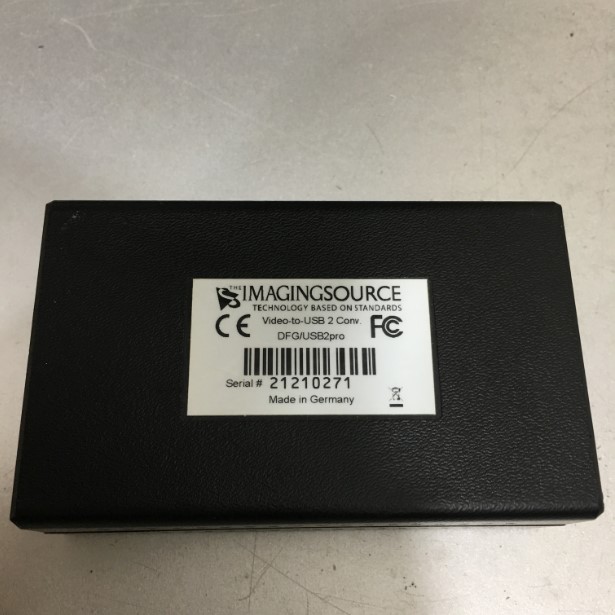 THE IMAGINGSOURCE
TECHNOLOGY BASED ON STANDARDS
CE Video-to-USB 2 Conv. FC
DFG/USB2pro
Serial # 21210271
Made in Germany